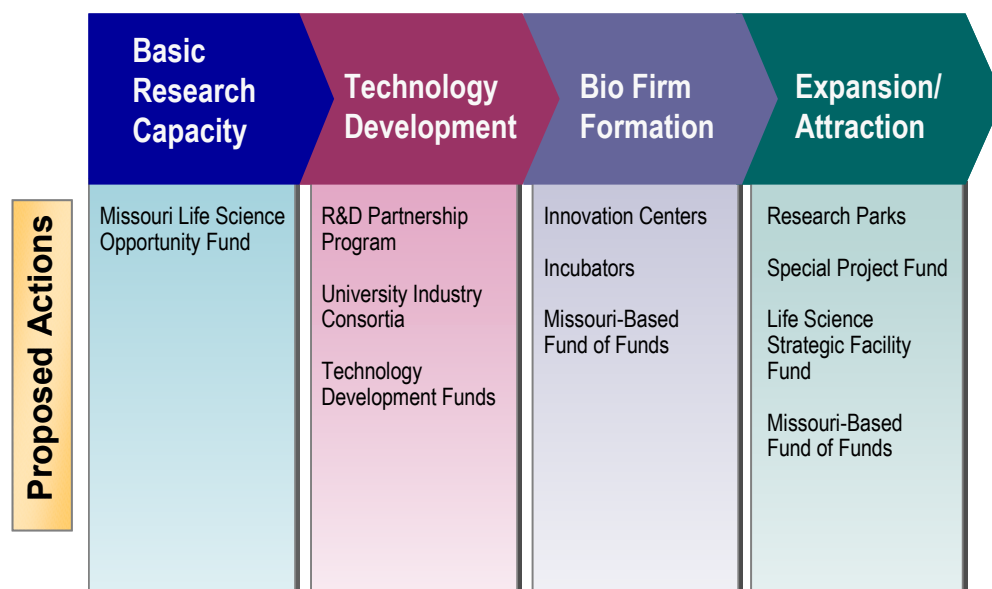 Basic
Research
Capacity
Technology
Development
Bio Firm
Formation
Expansion/
Attraction
Proposed Actions
Missouri Life Science
Opportunity Fund
R&D Partnership
Program
University Industry
Consortia
Technology
Development Funds
Innovation Centers
Incubators
Missouri-Based
Fund of Funds
Research Parks
Special Project Fund
Life Science
Strategic Facility
Fund
Missouri-Based
Fund of Funds